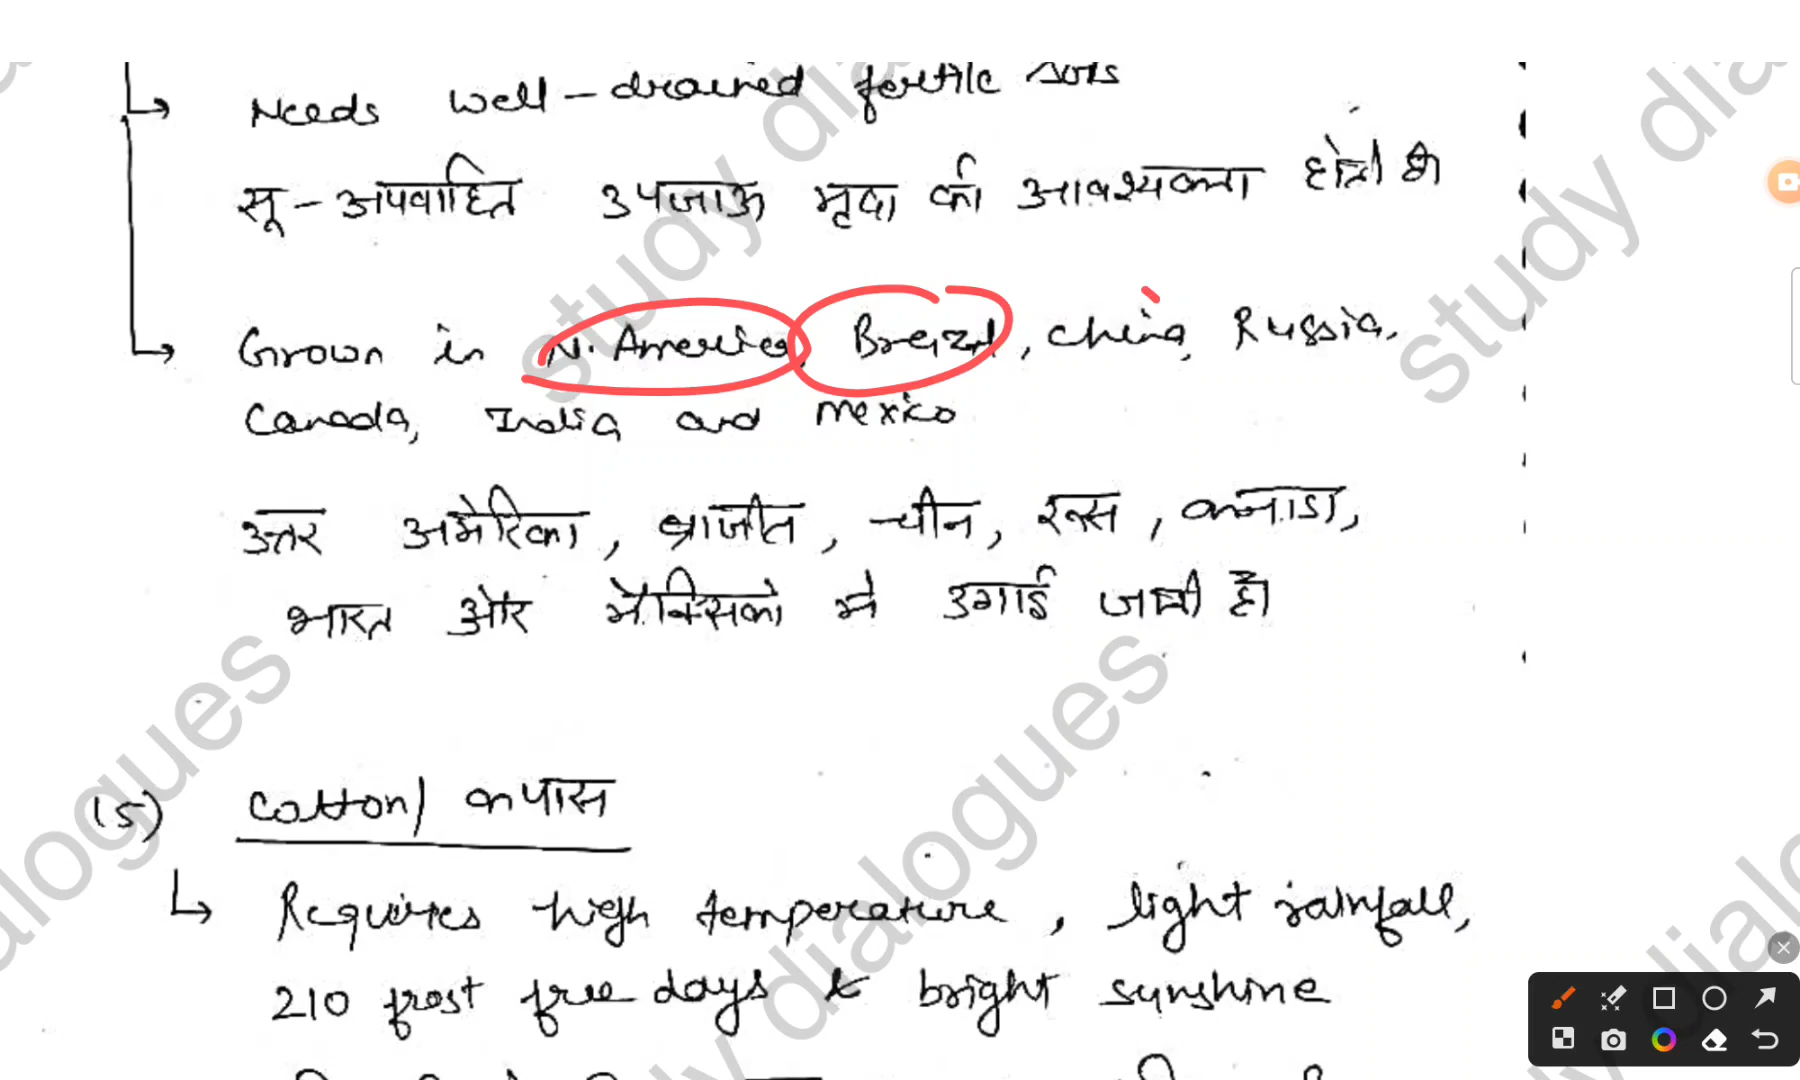 Needs well-drained fertile soils
सू-अपवाहित उपजाऊ मृदा की आवश्यकता होती है
Grown in N. America, Brazil, China, Russia,
Canada, India and Mexico
उत्तर अमेरिका, ब्राजील, चीन, रूस, कनाडा,
भारत और मैक्सिको मे उगाई जाती है।
(5) Cotton/ कपास
Requires high temperature, light rainfall,
210 frost free days & bright sunshine
study dialogues